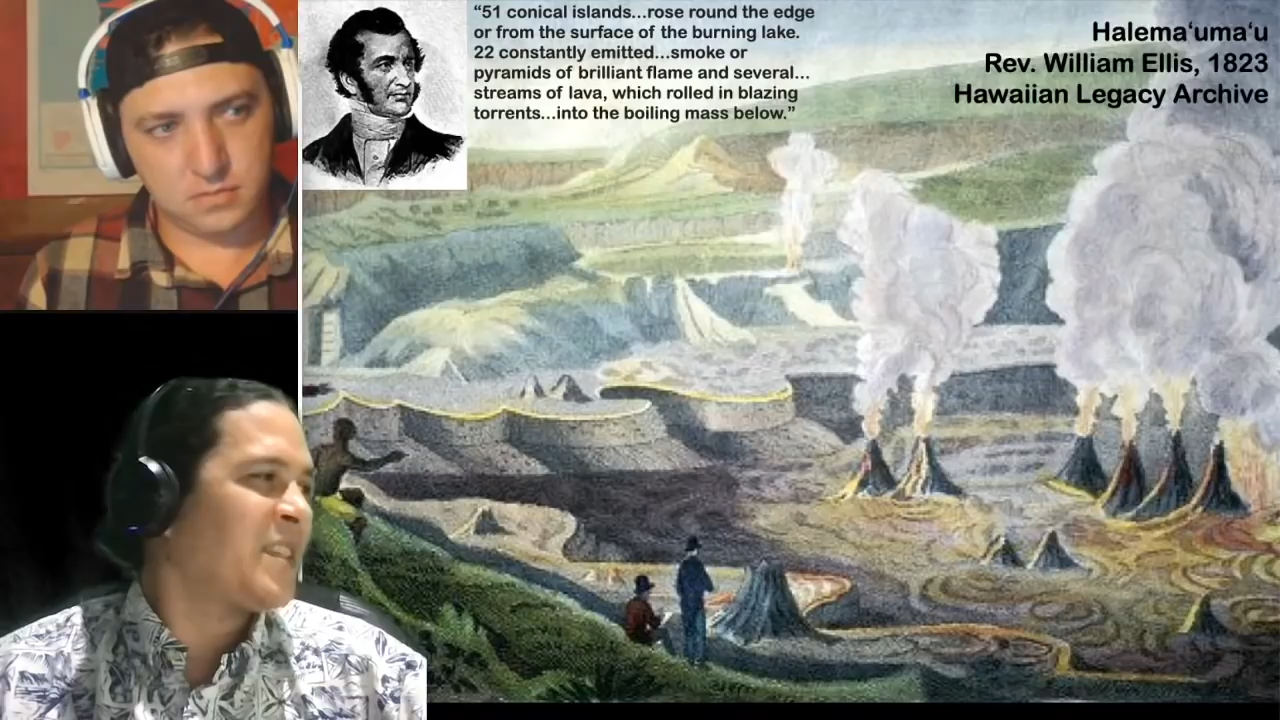 “51 conical islands...rose round the edge
or from the surface of the burning lake.
22 constantly emitted...smoke or
pyramids of brilliant flame and several...
streams of lava, which rolled in blazing
torrents...into the boiling mass below.”
Halemaʻumaʻu
Rev. William Ellis, 1823
Hawaiian Legacy Archive